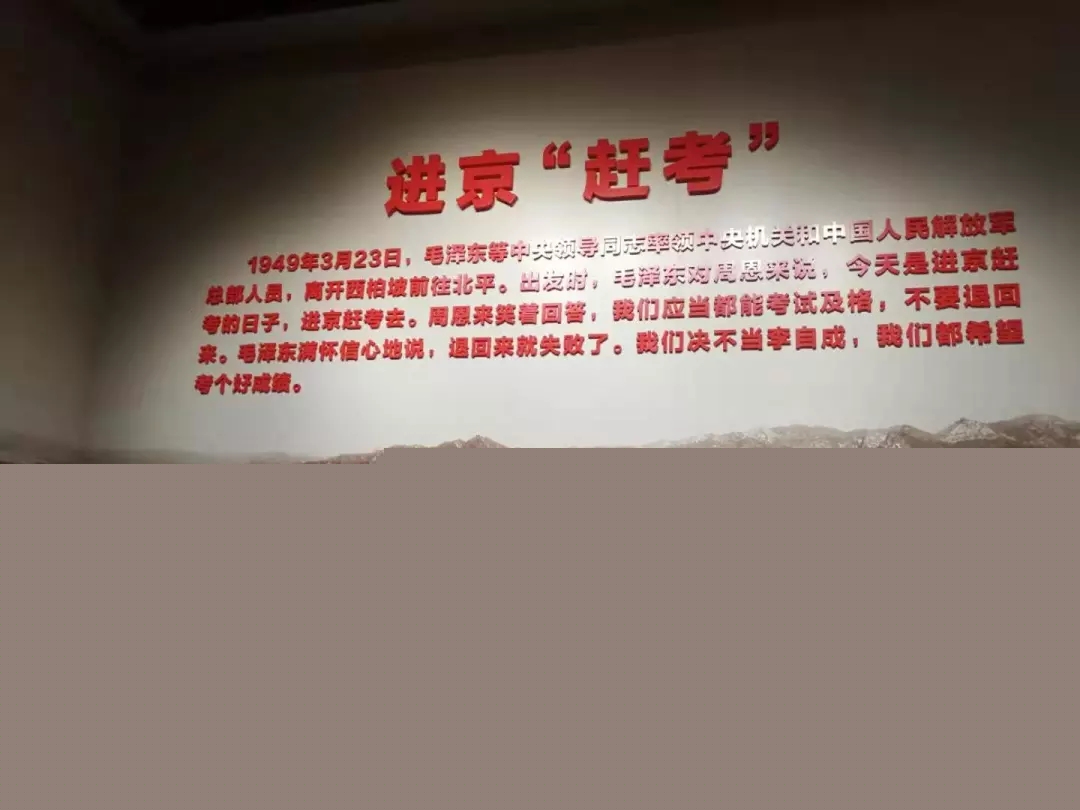 进京“赶考”
1949年3月23日，毛泽东等中央领导同志率领中央机关和中国人民解放军
总部人员，离开西柏坡前往北平。出发时，毛泽东对周恩来说，今天是进京赶
考的日子，进京赶考去。周恩来笑着回答，我们应当都能考试及格，不要退回
来。毛泽东满怀信心地说，退回来就失败了。我们决不当李自成，我们都希望
考个好成绩。